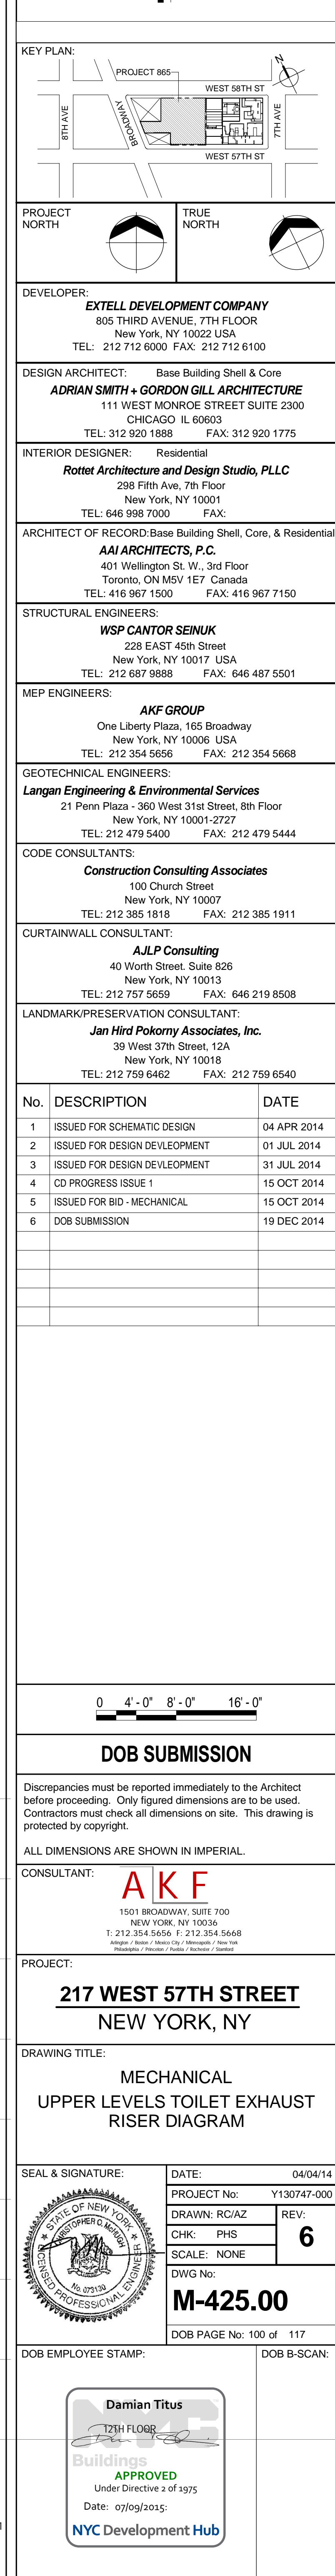 KEY PLAN:
N
PROJECT 865
WEST 58TH ST
8TH AVE
BROADWAY
7TH AVE
WEST 57TH ST
PROJECT
NORTH
TRUE
NORTH
DEVELOPER:
EXTELL DEVELOPMENT COMPANY
805 THIRD AVENUE, 7TH FLOOR
New York, NY 10022 USA
TEL: 212 712 6000 FAX: 212 712 6100
DESIGN ARCHITECT: Base Building Shell & Core
ADRIAN SMITH + GORDON GILL ARCHITECTURE
111 WEST MONROE STREET SUITE 2300
CHICAGO IL 60603
TEL: 312 920 1888 FAX: 312 920 1775
INTERIOR DESIGNER: Residential
Rottet Architecture and Design Studio, PLLC
298 Fifth Ave, 7th Floor
New York, NY 10001
TEL: 646 998 7000 FAX:
ARCHITECT OF RECORD:Base Building Shell, Core, & Residential
AAI ARCHITECTS, P.C.
401 Wellington St. W., 3rd Floor
Toronto, ON M5V 1E7 Canada
TEL: 416 967 1500 FAX: 416 967 7150
STRUCTURAL ENGINEERS:
WSP CANTOR SEINUK
228 EAST 45th Street
New York, NY 10017 USA
TEL: 212 687 9888 FAX: 646 487 5501
MEP ENGINEERS:
AKF GROUP
One Liberty Plaza, 165 Broadway
New York, NY 10006 USA
TEL: 212 354 5656 FAX: 212 354 5668
GEOTECHNICAL ENGINEERS:
Langan Engineering & Environmental Services
21 Penn Plaza - 360 West 31st Street, 8th Floor
New York, NY 10001-2727
TEL: 212 479 5400 FAX: 212 479 5444
CODE CONSULTANTS:
Construction Consulting Associates
100 Church Street
New York, NY 10007
TEL: 212 385 1818 FAX: 212 385 1911
CURTAINWALL CONSULTANT:
AJLP Consulting
40 Worth Street. Suite 826
New York, NY 10013
TEL: 212 757 5659 FAX: 646 219 8508
LANDMARK/PRESERVATION CONSULTANT:
Jan Hird Pokorny Associates, Inc.
39 West 37th Street, 12A
New York, NY 10018
TEL: 212 759 6462 FAX: 212 759 6540
No. DESCRIPTION DATE
1 ISSUED FOR SCHEMATIC DESIGN 04 APR 2014
2 ISSUED FOR DESIGN DEVLEOPMENT 01 JUL 2014
3 ISSUED FOR DESIGN DEVLEOPMENT 31 JUL 2014
4 CD PROGRESS ISSUE 1 15 OCT 2014
5 ISSUED FOR BID - MECHANICAL 15 OCT 2014
6 DOB SUBMISSION 19 DEC 2014
0 4' - 0" 8' - 0" 16' - 0"
DOB SUBMISSION
Discrepancies must be reported immediately to the Architect
before proceeding. Only figured dimensions are to be used.
Contractors must check all dimensions on site. This drawing is
protected by copyright.
ALL DIMENSIONS ARE SHOWN IN IMPERIAL.
CONSULTANT:
AKF
1501 BROADWAY, SUITE 700
NEW YORK, NY 10036
T: 212.354.5656 F: 212.354.5668
Arlington / Boston / Mexico City / Minneapolis / New York
Philadelphia / Princeton / Puebla / Rochester / Stamford
PROJECT:
217 WEST 57TH STREET
NEW YORK, NY
DRAWING TITLE:
MECHANICAL
UPPER LEVELS TOILET EXHAUST
RISER DIAGRAM
SEAL & SIGNATURE:
STATE OF NEW YORK
No. 073130
LICENSED PROFESSIONAL ENGINEER
DATE: 04/04/14
PROJECT No: Y130747-000
DRAWN: RC/AZ
REV:
6
CHK: PHS
SCALE: NONE
DWG No:
M-425.00
DOB PAGE No: 100 of 117
DOB EMPLOYEE STAMP:
DOB B-SCAN:
Damian Titus
12TH FLOOR
NYC
Buildings
APPROVED
Under Directive 2 of 1975
Date: 07/09/2015:
NYC Development Hub